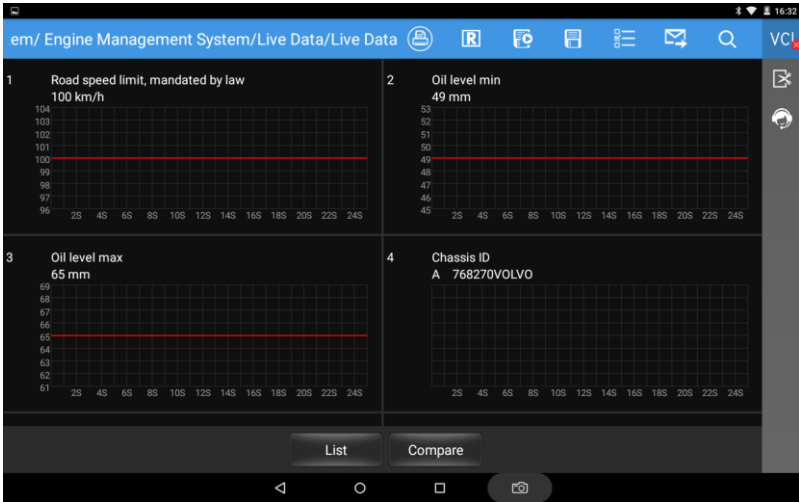 16:32
em/ Engine Management System/Live Data/Live Data
R
VCI
1 Road speed limit, mandated by law
100 km/h
104
103
102
101
100
99
98
97
96
2S 4S 6S 8S 10S 12S 14S 16S 18S 20S 22S 24S
2 Oil level min
49 mm
53
52
51
50
49
48
47
46
45
2S 4S 6S 8S 10S 12S 14S 16S 18S 20S 22S 24S
3 Oil level max
65 mm
69
68
67
66
65
64
63
62
61
2S 4S 6S 8S 10S 12S 14S 16S 18S 20S 22S 24S
4 Chassis ID
A 768270VOLVO
2S 4S 6S 8S 10S 12S 14S 16S 18S 20S 22S 24S
List Compare